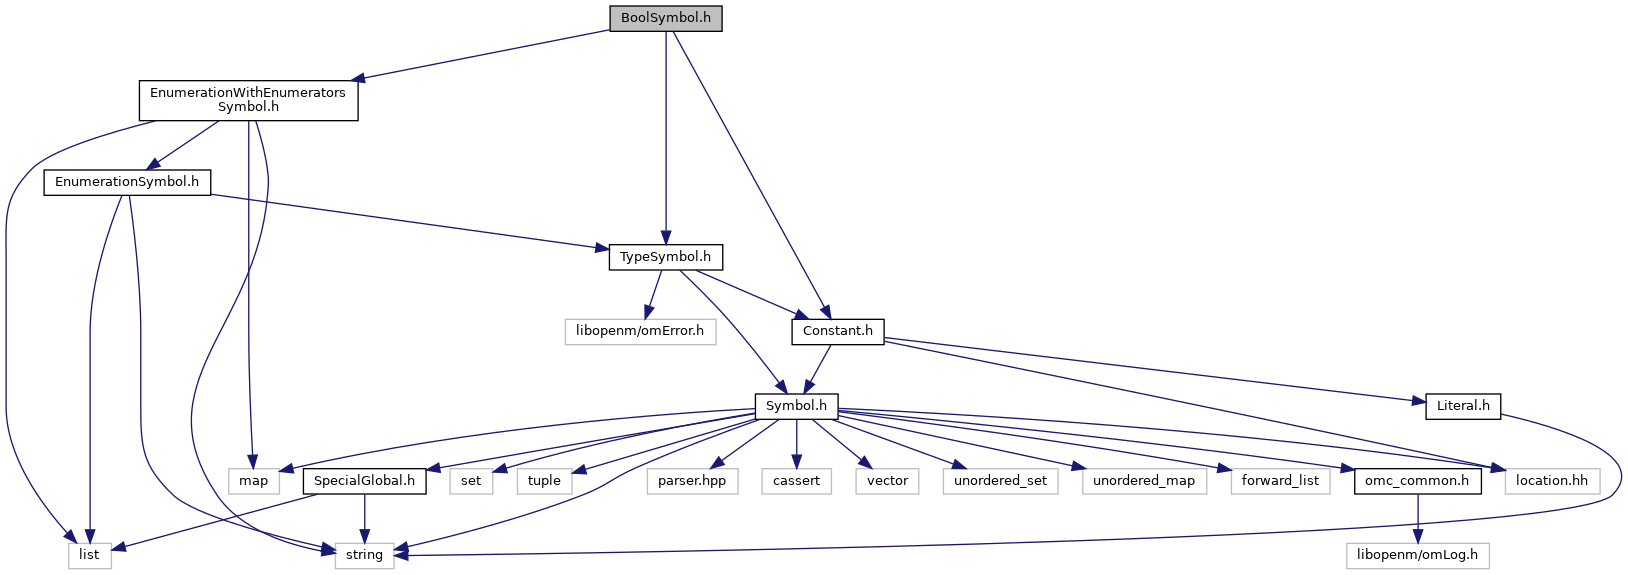 BoolSymbol.h
EnumerationWithEnumerators
Symbol.h
EnumerationSymbol.h
TypeSymbol.h
libopenm/omError.h
Constant.h
Symbol.h
Literal.h
map
SpecialGlobal.h
set
tuple
parser.hpp
cassert
vector
unordered_set
unordered_map
forward_list
omc_common.h
location.hh
list
string
libopenm/omLog.h